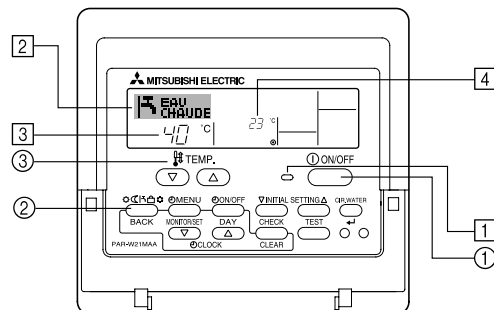 2
4
MITSUBISHI ELECTRIC
EAU
CHAUDE
3
40 °C
23 °C
3
TEMP.
ON/OFF
MENU
ON/OFF
INITIAL SETTING
CIR.WATER
2
1
BACK
MONITOR/SET
DAY
CHECK
TEST
PAR-W21MAA
CLOCK
CLEAR
1